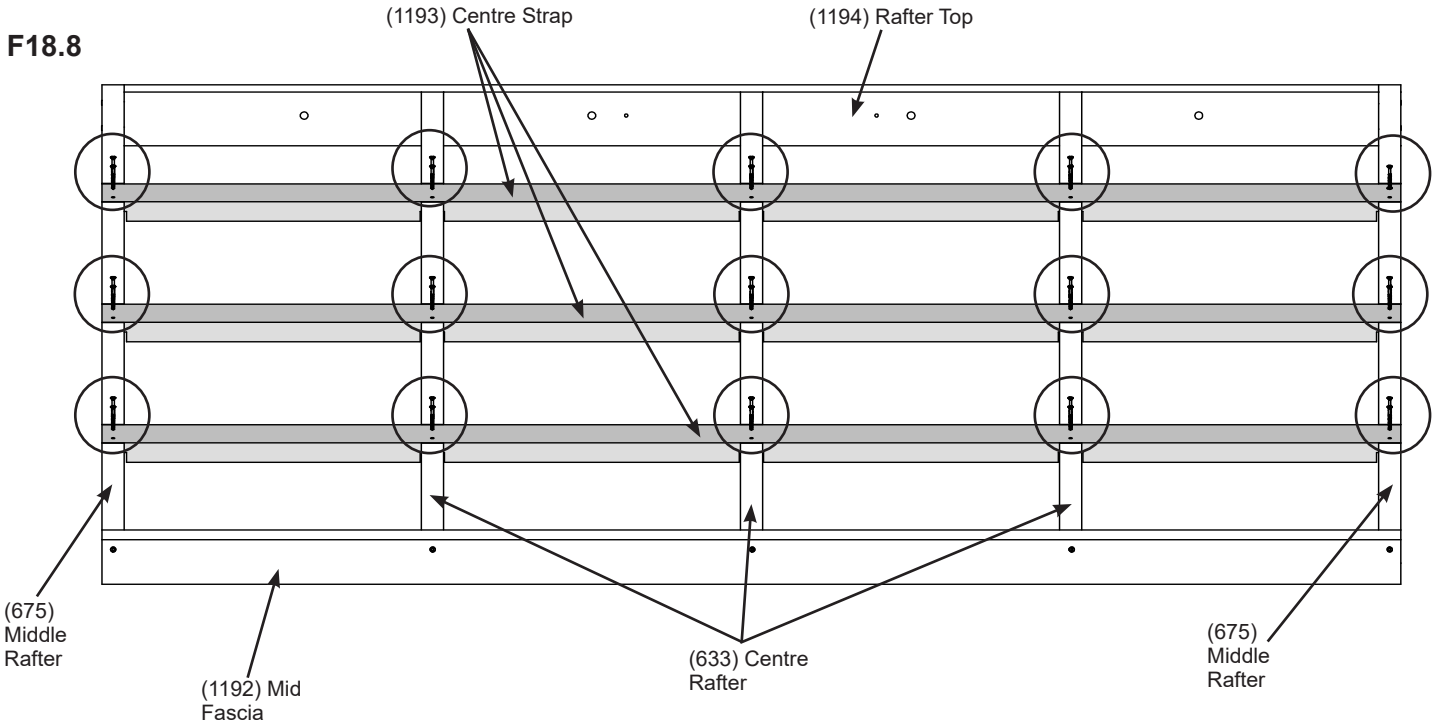 (1193) Centre Strap
(1194) Rafter Top
F18.8
(675)
Middle
Rafter
(1192) Mid
Fascia
(633) Centre
Rafter
(675)
Middle
Rafter